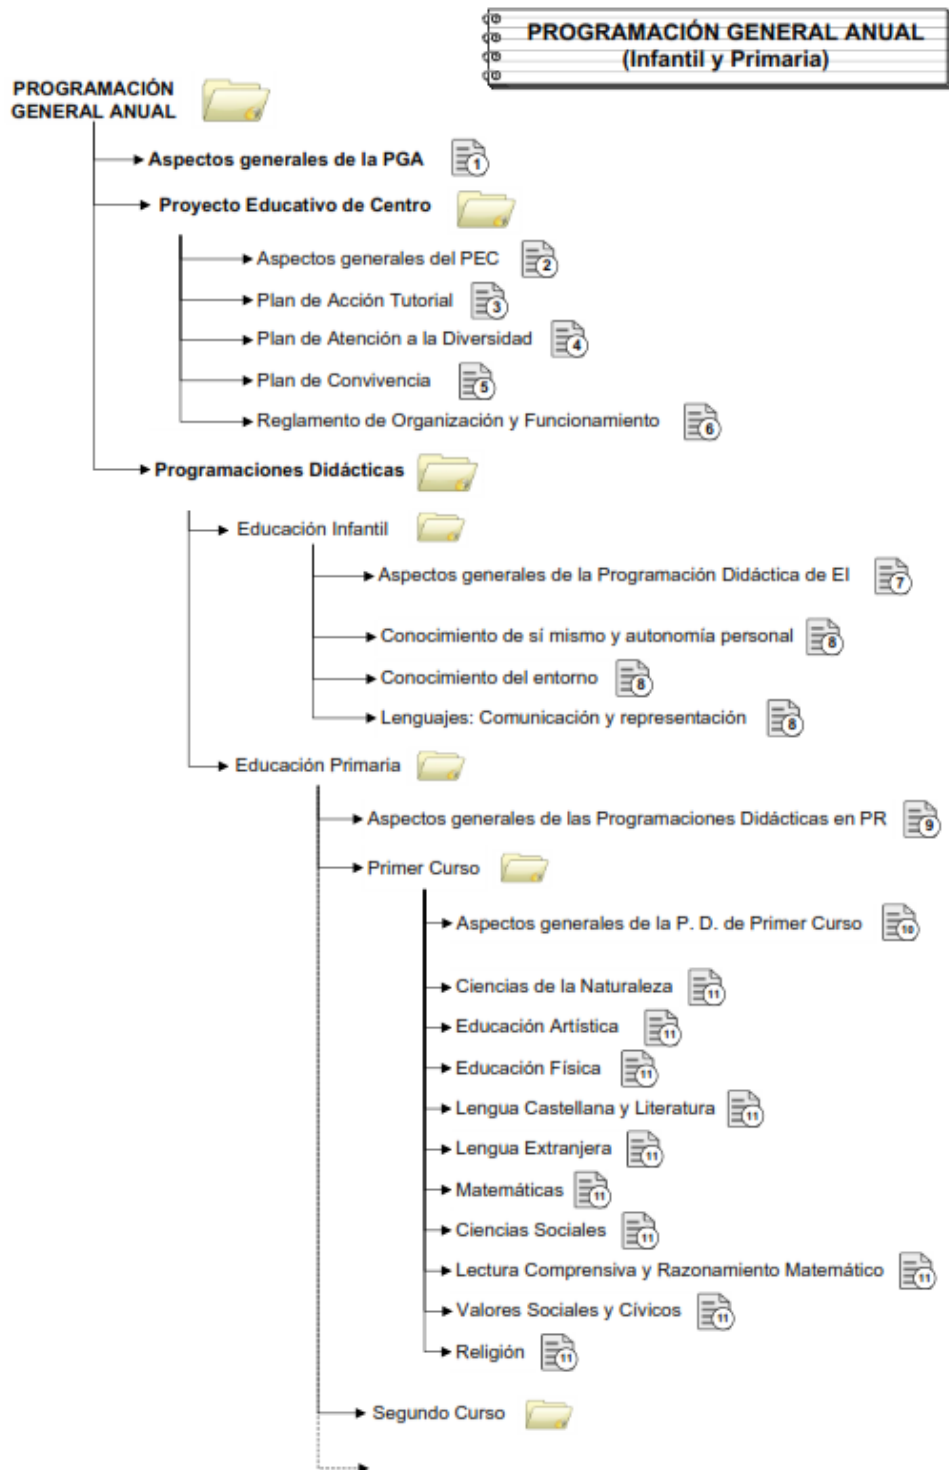 PROGRAMACIÓN GENERAL ANUAL
(Infantil y Primaria)
PROGRAMACIÓN
GENERAL ANUAL
Aspectos generales de la PGA 1
Proyecto Educativo de Centro
Aspectos generales del PEC 2
Plan de Acción Tutorial 3
Plan de Atención a la Diversidad 4
Plan de Convivencia 5
Reglamento de Organización y Funcionamiento 6
Programaciones Didácticas
Educación Infantil
Aspectos generales de la Programación Didáctica de EI 7
Conocimiento de sí mismo y autonomía personal 8
Conocimiento del entorno 8
Lenguajes: Comunicación y representación 8
Educación Primaria
Aspectos generales de las Programaciones Didácticas en PR 9
Primer Curso
Aspectos generales de la P. D. de Primer Curso 10
Ciencias de la Naturaleza 11
Educación Artística 11
Educación Física 11
Lengua Castellana y Literatura 11
Lengua Extranjera 11
Matemáticas 11
Ciencias Sociales 11
Lectura Comprensiva y Razonamiento Matemático 11
Valores Sociales y Cívicos 11
Religión 11
Segundo Curso